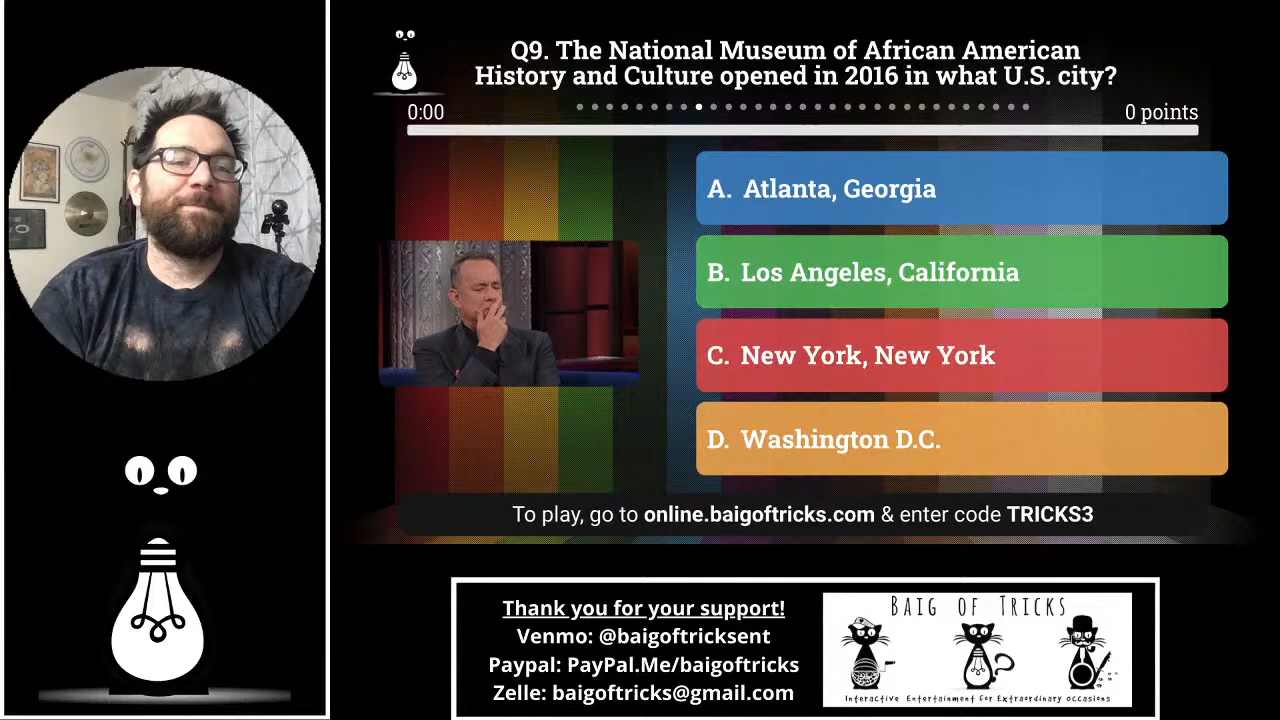 Q9. The National Museum of African American
History and Culture opened in 2016 in what U.S. city?
0:00
0 points
A. Atlanta, Georgia
B. Los Angeles, California
C. New York, New York
D. Washington D.C.
To play, go to online.baigoftricks.com & enter code TRICKS3
Thank you for your support!
Venmo: @baigoftricksent
Paypal: PayPal.Me/baigoftricks
Zelle: baigoftricks@gmail.com
BAIG OF TRICKS
Interactive Entertainment for Extraordinary Occasions